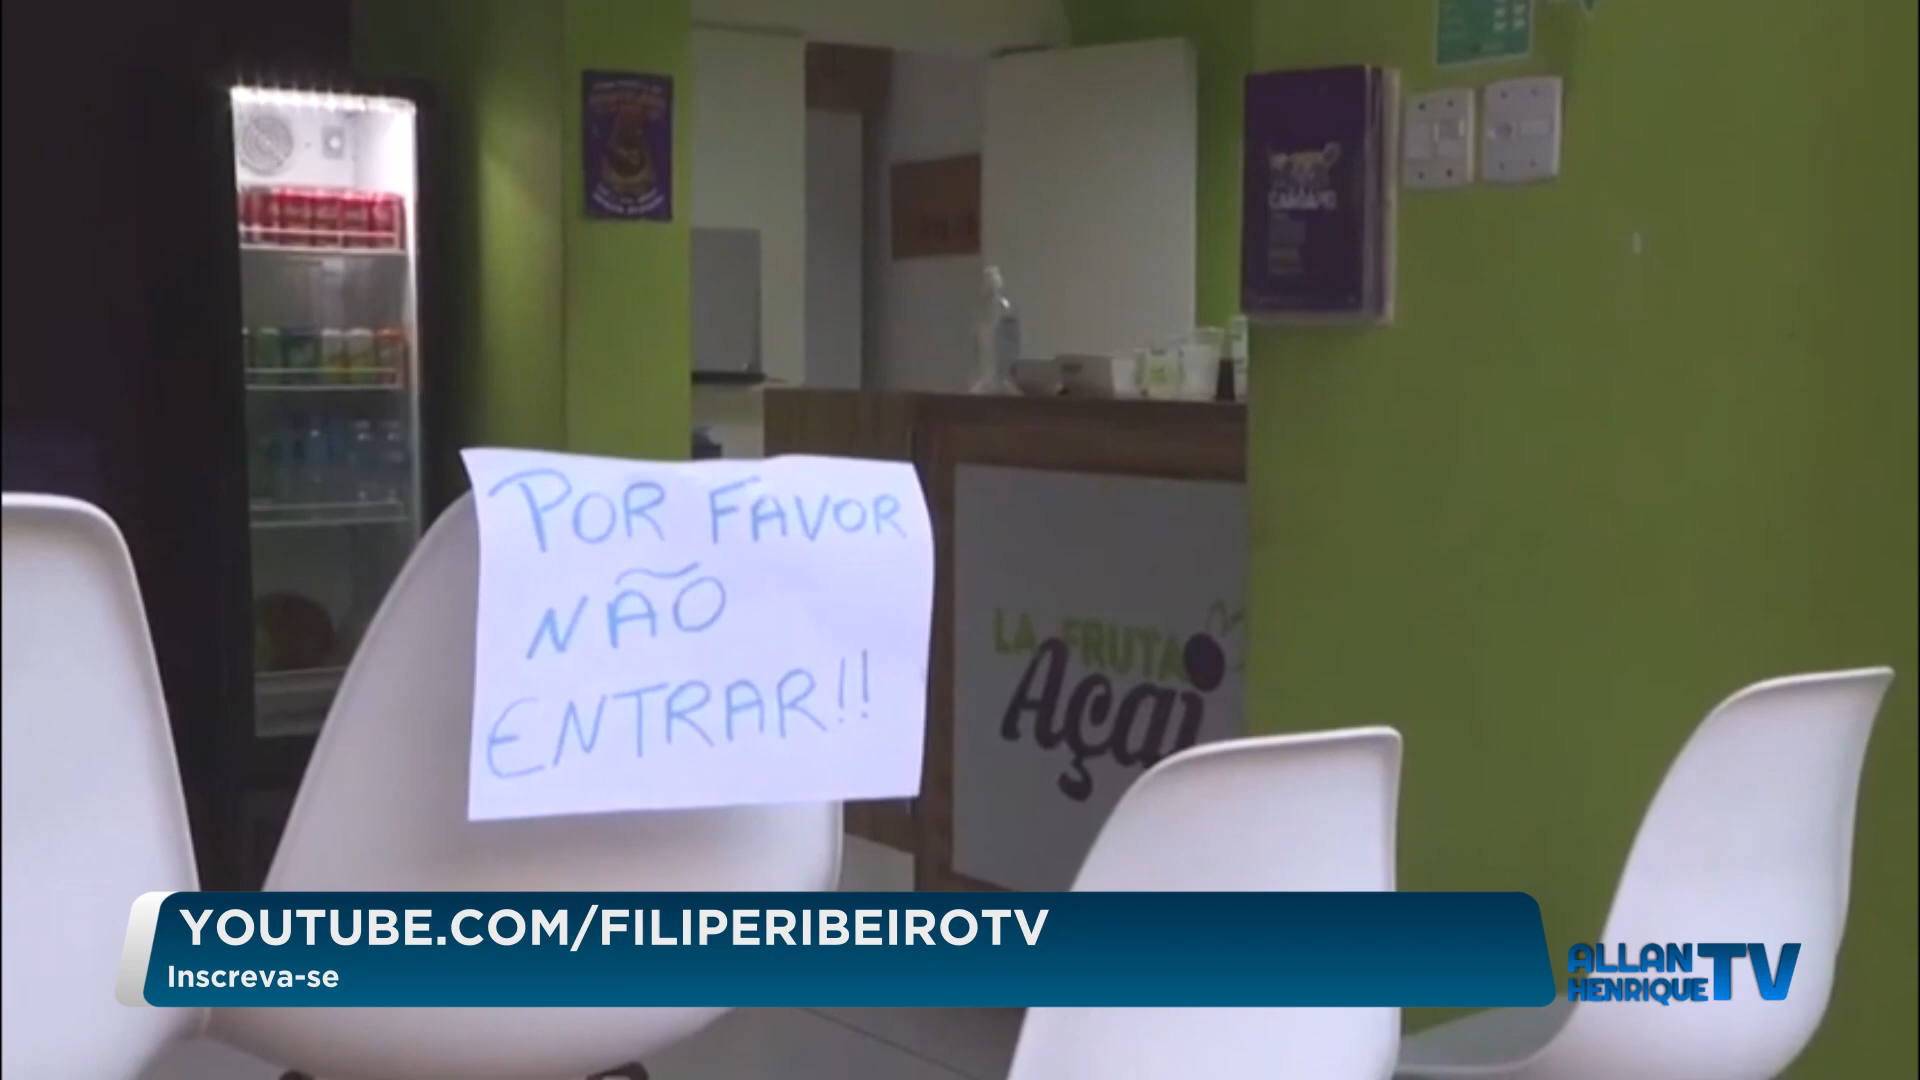 POR FAVOR
NÃO
ENTRAR!!
LA FRUTA
Açaí
YOUTUBE.COM/FILIPERIBEIROTV
Inscreva-se
ALLAN
HENRIQUE
TV